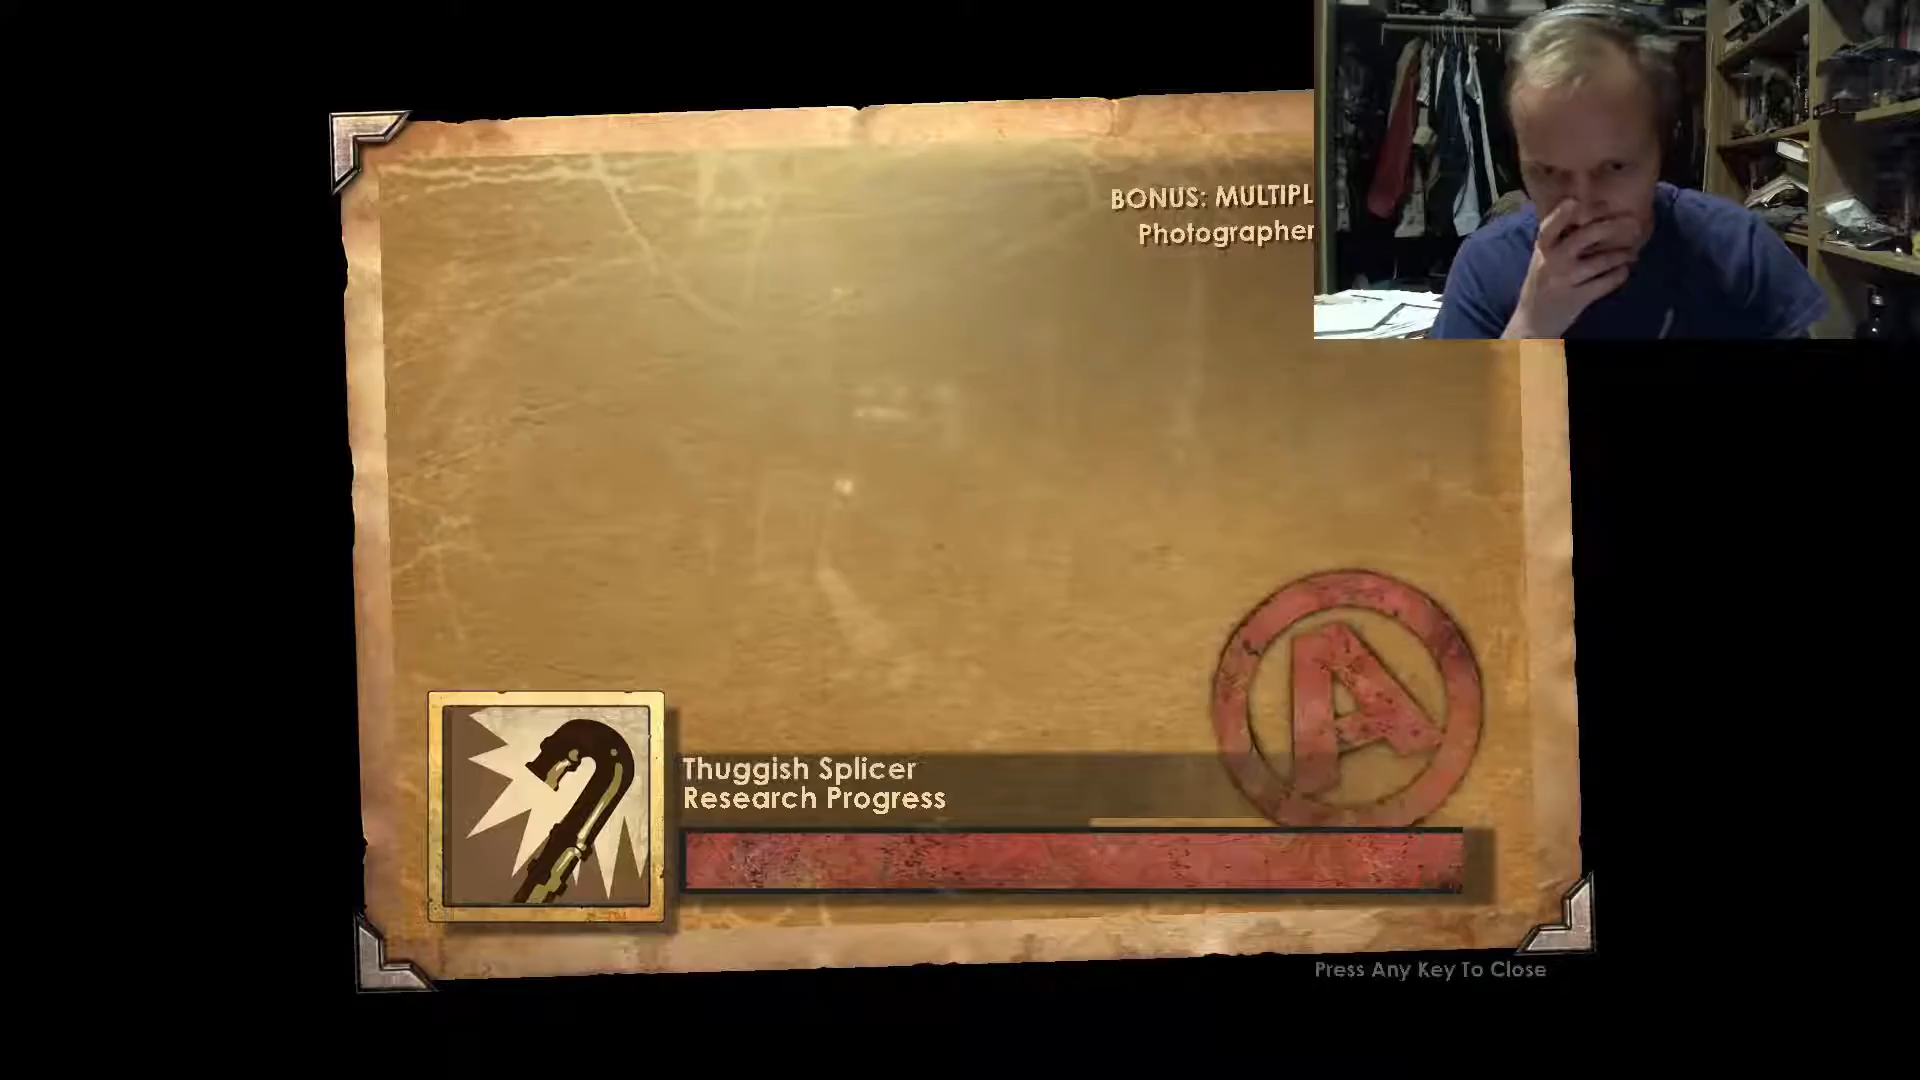 BONUS: MULTIPL
Photographer
A
Thuggish Splicer
Research Progress
Press Any Key To Close